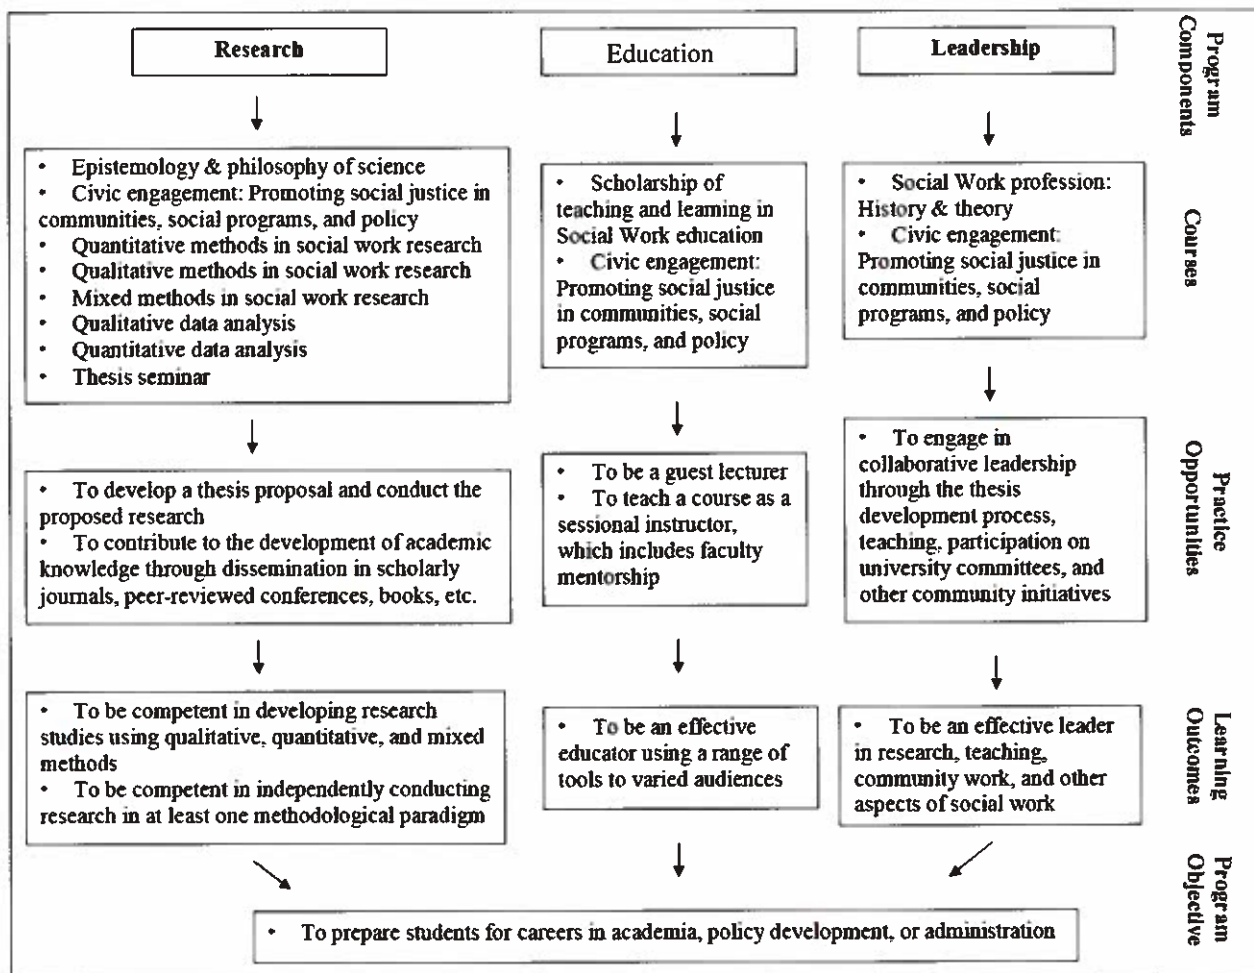 Research
Education
Leadership
Program
Components
• Epistemology & philosophy of science
• Civic engagement: Promoting social justice in
communities, social programs, and policy
• Quantitative methods in social work research
• Qualitative methods in social work research
• Mixed methods in social work research
• Qualitative data analysis
• Quantitative data analysis
• Thesis seminar
• Scholarship of
teaching and learning in
Social Work education
• Civic engagement:
Promoting social justice
in communities, social
programs, and policy
• Social Work profession:
History & theory
• Civic engagement:
Promoting social justice in
communities, social
programs, and policy
Courses
• To develop a thesis proposal and conduct the
proposed research
• To contribute to the development of academic
knowledge through dissemination in scholarly
journals, peer-reviewed conferences, books, etc.
• To be a guest lecturer
• To teach a course as a
sessional instructor,
which includes faculty
mentorship
• To engage in
collaborative leadership
through the thesis
development process,
teaching, participation on
university committees, and
other community initiatives
Practice
Opportunities
• To be competent in developing research
studies using qualitative, quantitative, and mixed
methods
• To be competent in independently conducting
research in at least one methodological paradigm
• To be an effective
educator using a range of
tools to varied audiences
• To be an effective leader
in research, teaching,
community work, and other
aspects of social work
Learning
Outcomes
• To prepare students for careers in academia, policy development, or administration
Program
Objective